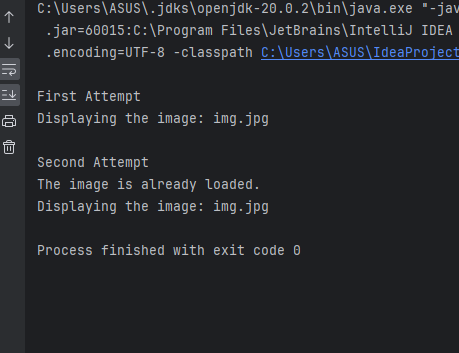 C:\Users\ASUS\.jdks\openjdk-20.0.2\bin\java.exe "-jav
.jar=60015:C:\Program Files\JetBrains\IntelliJ IDEA
.encoding=UTF-8 -classpath C:\Users\ASUS\IdeaProject
First Attempt
Displaying the image: img.jpg
Second Attempt
The image is already loaded.
Displaying the image: img.jpg
Process finished with exit code 0